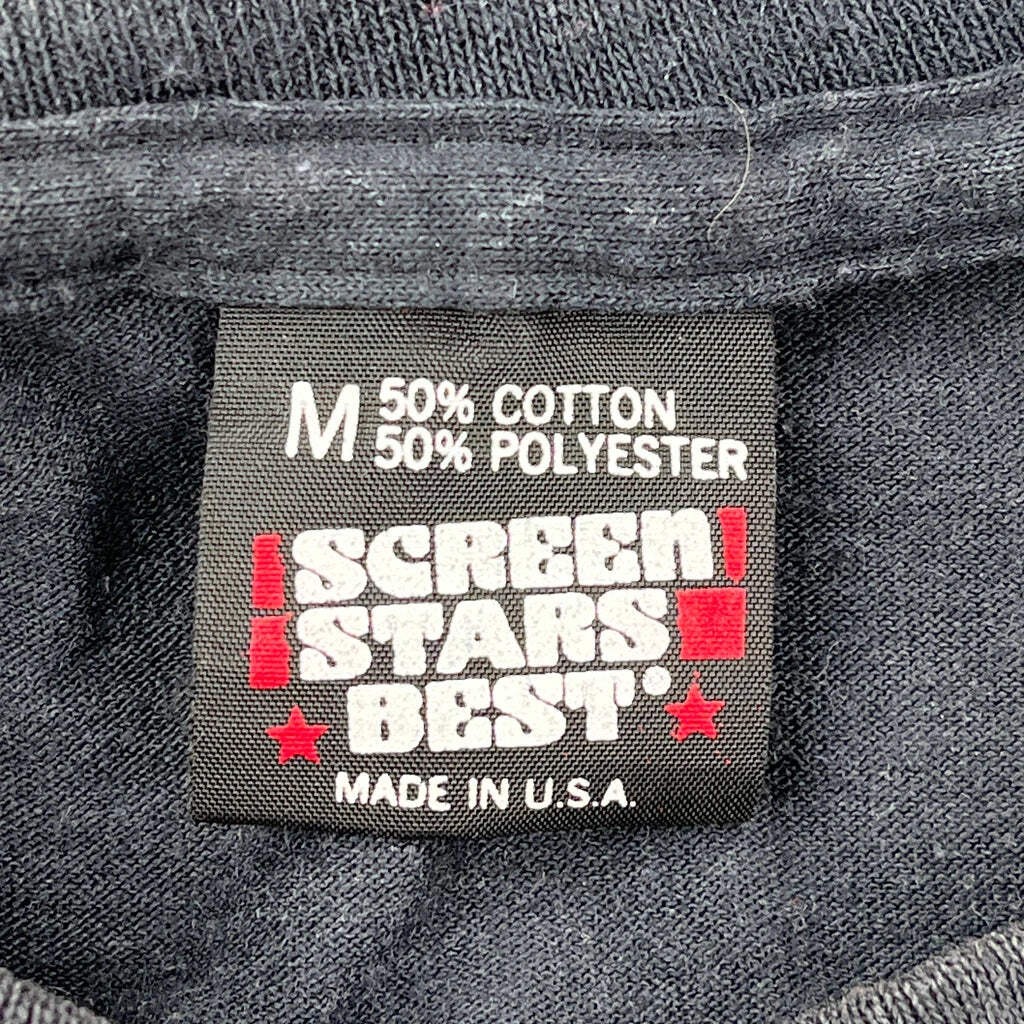 M 50% COTTON
50% POLYESTER
SCREEN
STARS
BEST
MADE IN U.S.A.